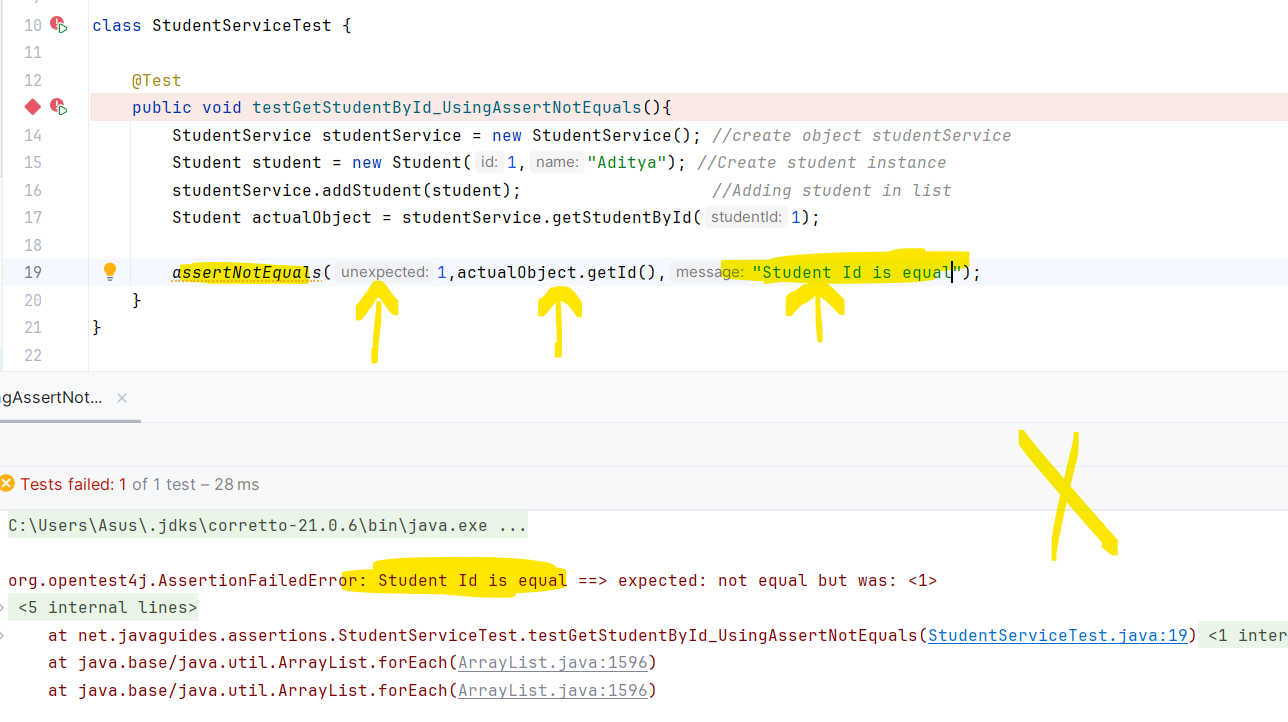 10 class StudentServiceTest {
11
12 @Test
public void testGetStudentById_UsingAssertNotEquals(){
14 StudentService studentService = new StudentService(); //create object studentService
15 Student student = new Student( id: 1, name: "Aditya"); //Create student instance
16 studentService.addStudent(student); //Adding student in list
17 Student actualObject = studentService.getStudentById( studentId: 1);
18
19 assertNotEquals( unexpected: 1,actualObject.getId(), message: "Student Id is equal");
20 }
21 }
22
gAssertNot... ×
Tests failed: 1 of 1 test – 28 ms
C:\Users\Asus\.jdks\corretto-21.0.6\bin\java.exe ...
org.opentest4j.AssertionFailedError: Student Id is equal ==> expected: not equal but was: <1>
<5 internal lines>
at net.javaguides.assertions.StudentServiceTest.testGetStudentById_UsingAssertNotEquals(StudentServiceTest.java:19) <1 inter
at java.base/java.util.ArrayList.forEach(ArrayList.java:1596)
at java.base/java.util.ArrayList.forEach(ArrayList.java:1596)